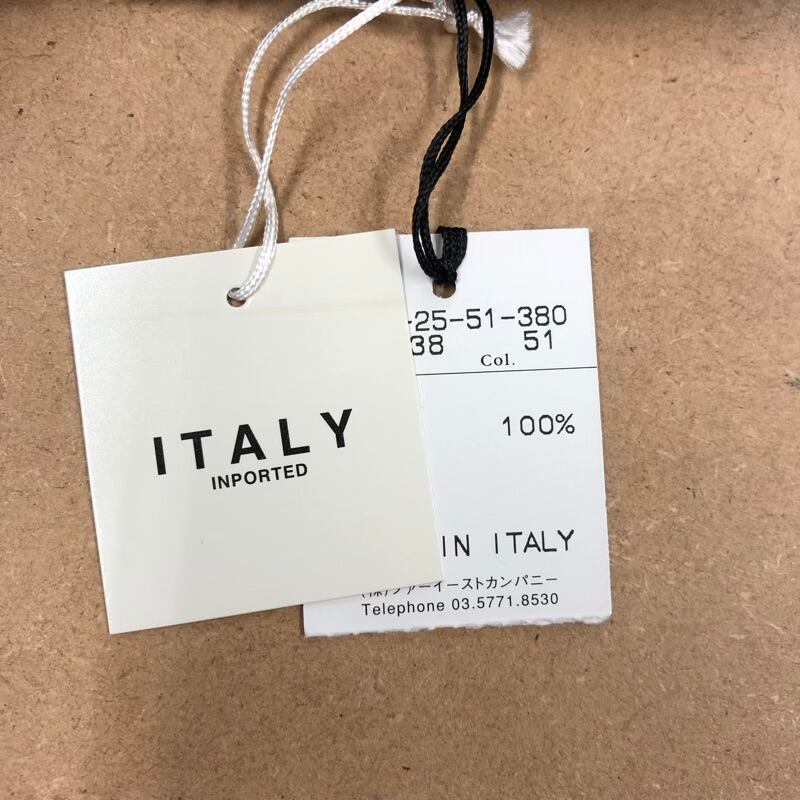 ITALY
INPORTED
-25-51-380
38 51
Col.
100%
IN ITALY
(株)ファーイーストカンパニー
Telephone 03.5771.8530